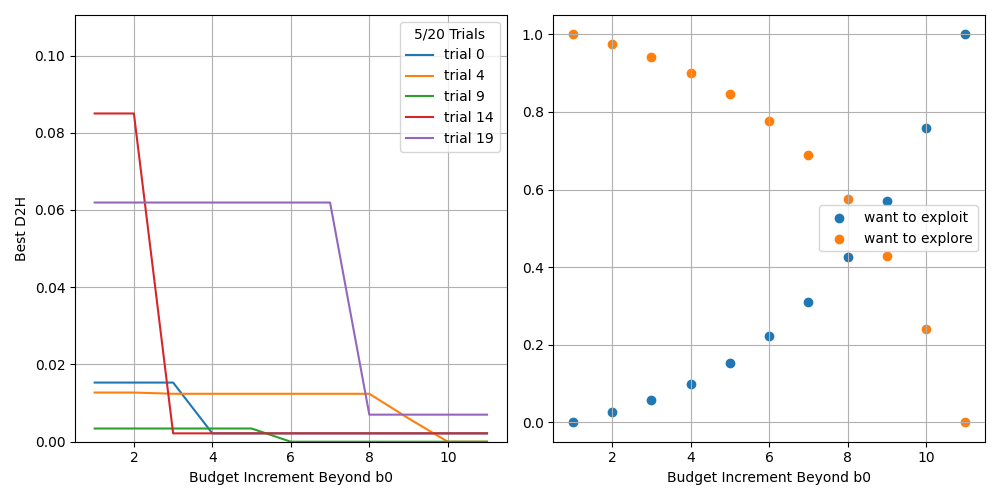 5/20 Trials
trial 0
trial 4
trial 9
trial 14
trial 19
Best D2H
0.10
0.08
0.06
0.04
0.02
0.00
2 4 6 8 10
Budget Increment Beyond b0
1.0
0.8
0.6
0.4
0.2
0.0
want to exploit
want to explore
2 4 6 8 10
Budget Increment Beyond b0